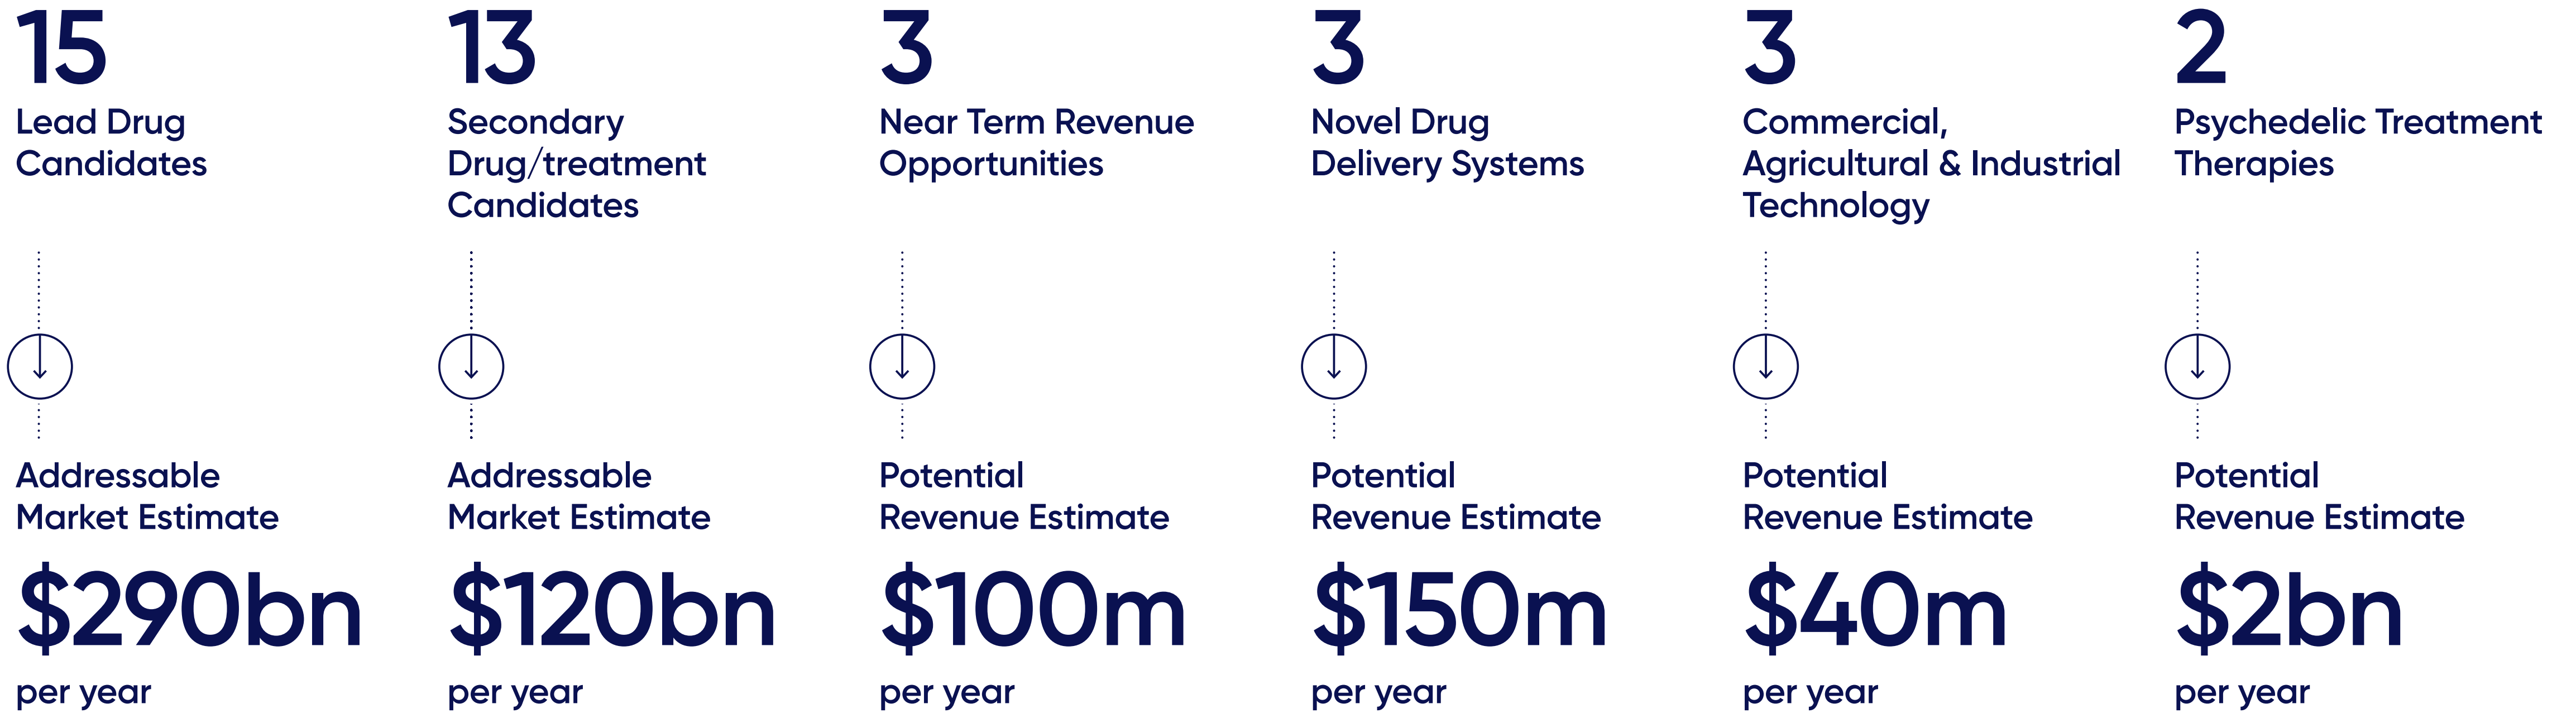 15
Lead Drug
Candidates
Addressable
Market Estimate
$290bn
per year
13
Secondary
Drug/treatment
Candidates
Addressable
Market Estimate
$120bn
per year
3
Near Term Revenue
Opportunities
Potential
Revenue Estimate
$100m
per year
3
Novel Drug
Delivery Systems
Potential
Revenue Estimate
$150m
per year
3
Commercial,
Agricultural & Industrial
Technology
Potential
Revenue Estimate
$40m
per year
2
Psychedelic Treatment
Therapies
Potential
Revenue Estimate
$2bn
per year